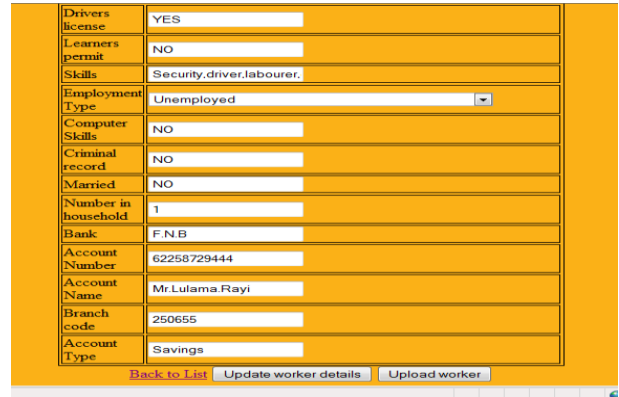 Drivers license YES
Learners permit NO
Skills Security,driver,labourer,
Employment Type Unemployed
Computer Skills NO
Criminal record NO
Married NO
Number in household 1
Bank F.N.B
Account Number 62258729444
Account Name Mr.Lulama.Rayi
Branch code 250655
Account Type Savings
Back to List Update worker details Upload worker